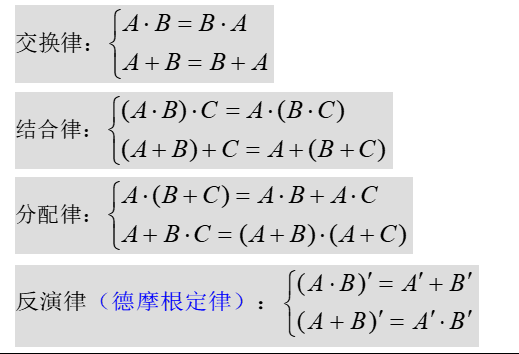 交换律：
A · B = B · A
A + B = B + A
结合律：
(A · B) · C = A · (B · C)
(A + B) + C = A + (B + C)
分配律：
A · (B + C) = A · B + A · C
A + B · C = (A + B) · (A + C)
反演律（德摩根定律）：
(A · B)′ = A′ + B′
(A + B)′ = A′ · B′